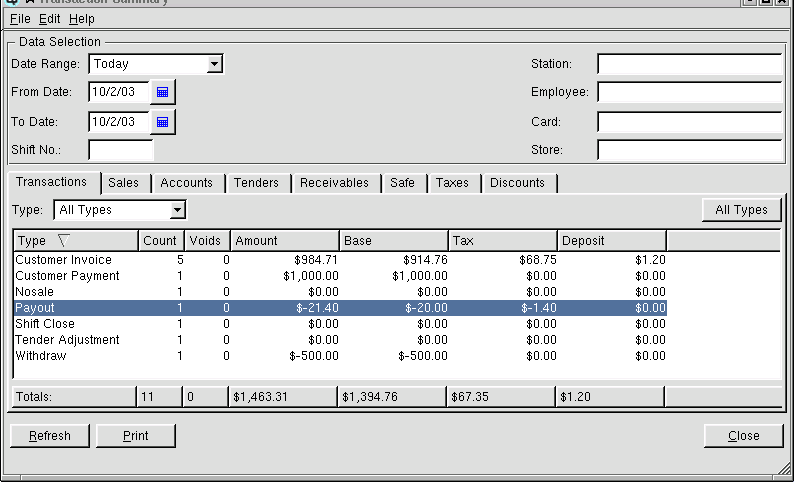 Transaction Summary
File Edit Help
Data Selection
Date Range: Today Station:
From Date: 10/2/03 Employee:
To Date: 10/2/03 Card:
Shift No.: Store:
Transactions Sales Accounts Tenders Receivables Safe Taxes Discounts
Type: All Types All Types
Type Count Voids Amount Base Tax Deposit
Customer Invoice 5 0 $984.71 $914.76 $68.75 $1.20
Customer Payment 1 0 $1,000.00 $1,000.00 $0.00 $0.00
Nosale 1 0 $0.00 $0.00 $0.00 $0.00
Payout 1 0 $-21.40 $-20.00 $-1.40 $0.00
Shift Close 1 0 $0.00 $0.00 $0.00 $0.00
Tender Adjustment 1 0 $0.00 $0.00 $0.00 $0.00
Withdraw 1 0 $-500.00 $-500.00 $0.00 $0.00
Totals: 11 0 $1,463.31 $1,394.76 $67.35 $1.20
Refresh Print Close